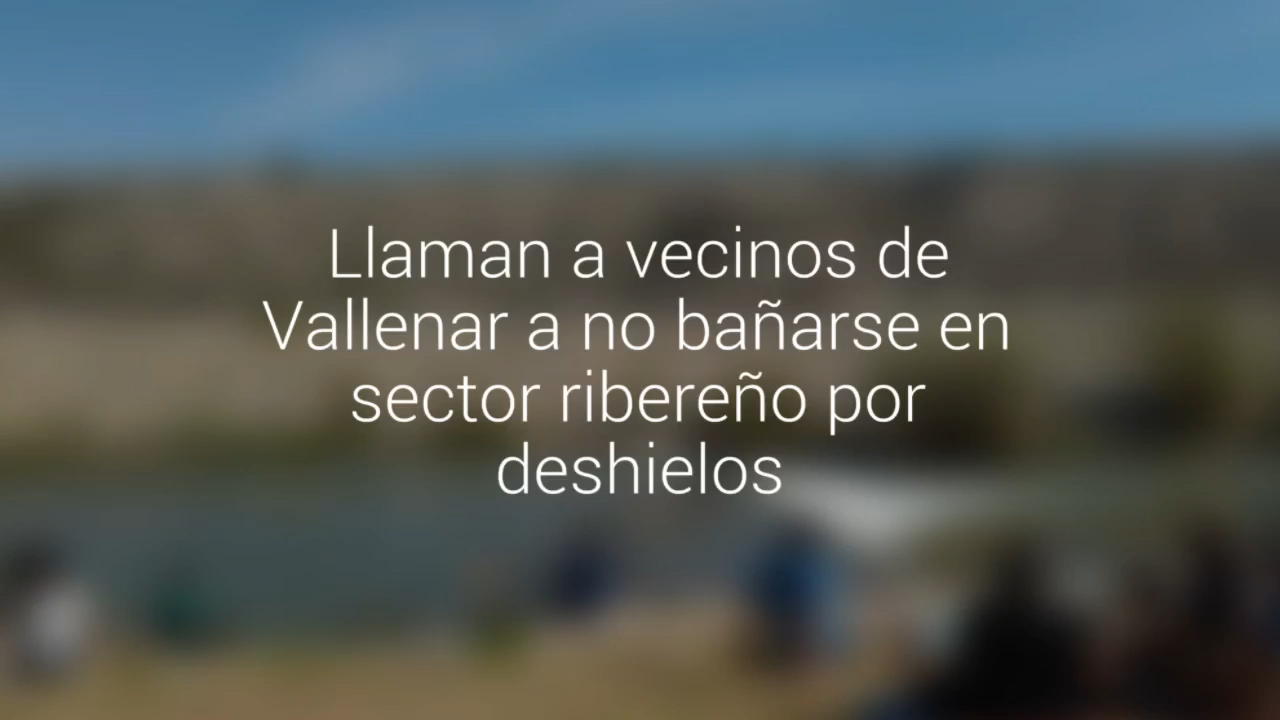 Llaman a vecinos de
Vallenar a no bañarse en
sector ribereño por
deshielos